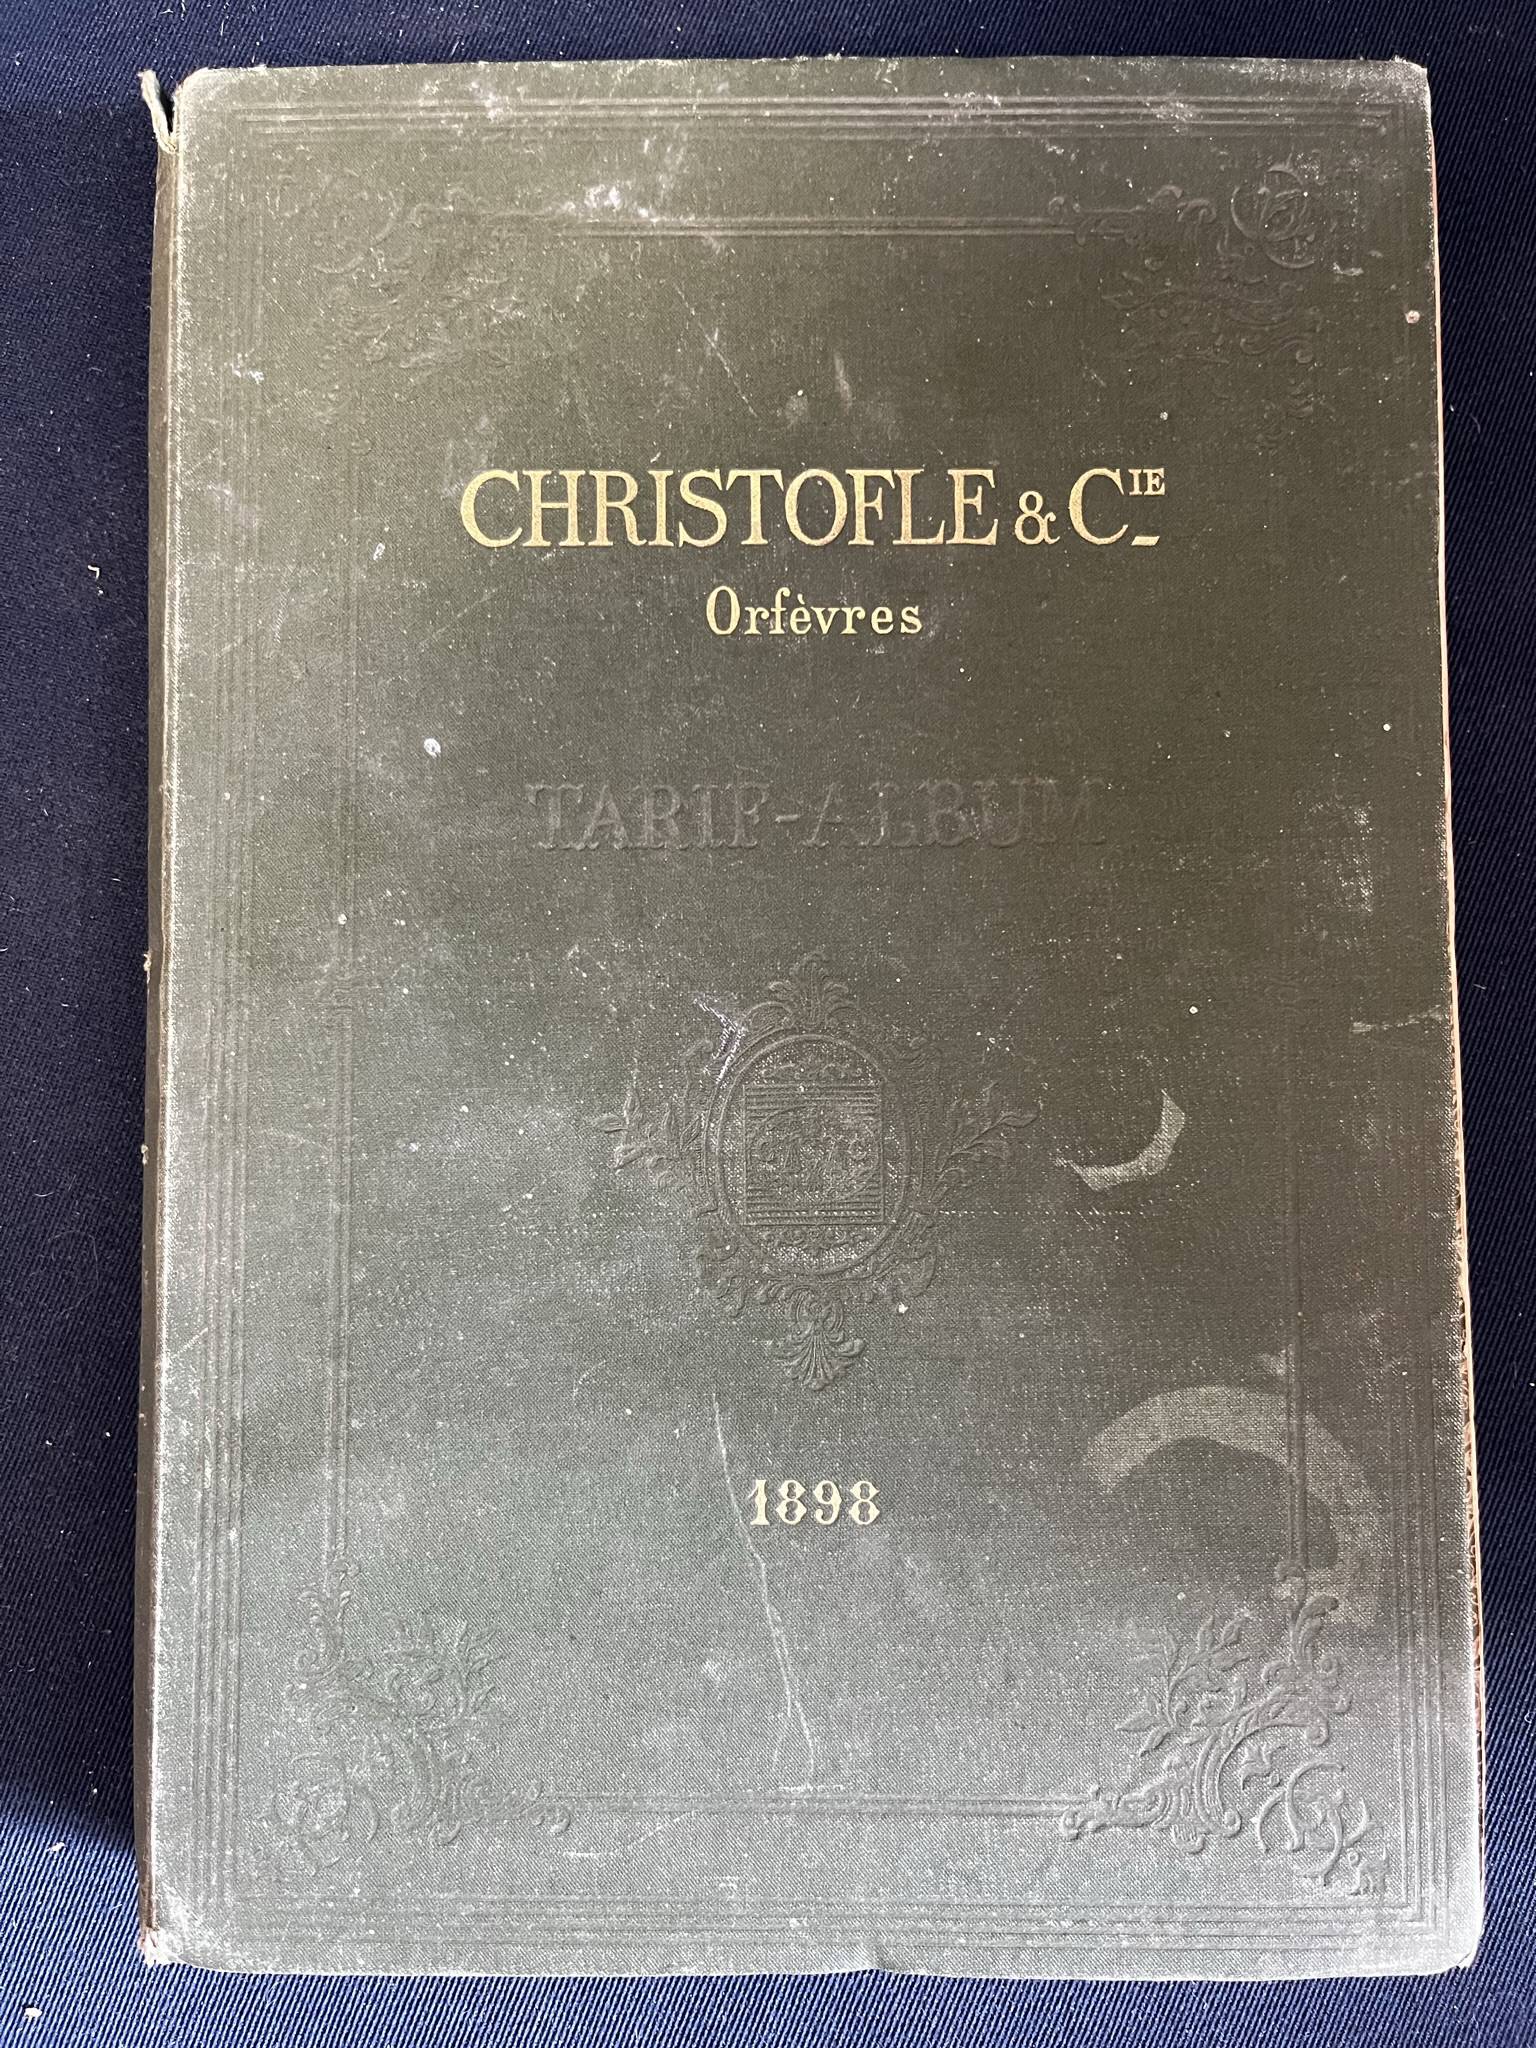 CHRISTOFLE & CIE
Orfèvres
TARIF-ALBUM
1898